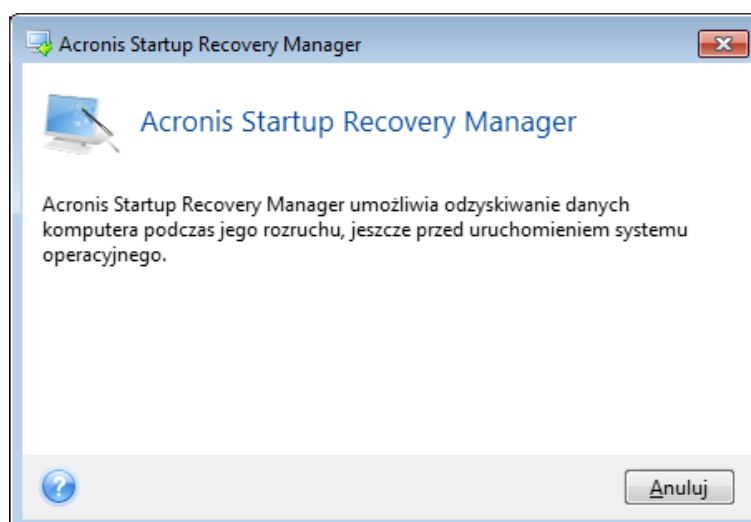 Acronis Startup Recovery Manager
Acronis Startup Recovery Manager
Acronis Startup Recovery Manager umożliwia odzyskiwanie danych
komputera podczas jego rozruchu, jeszcze przed uruchomieniem systemu
operacyjnego.
?
Anuluj